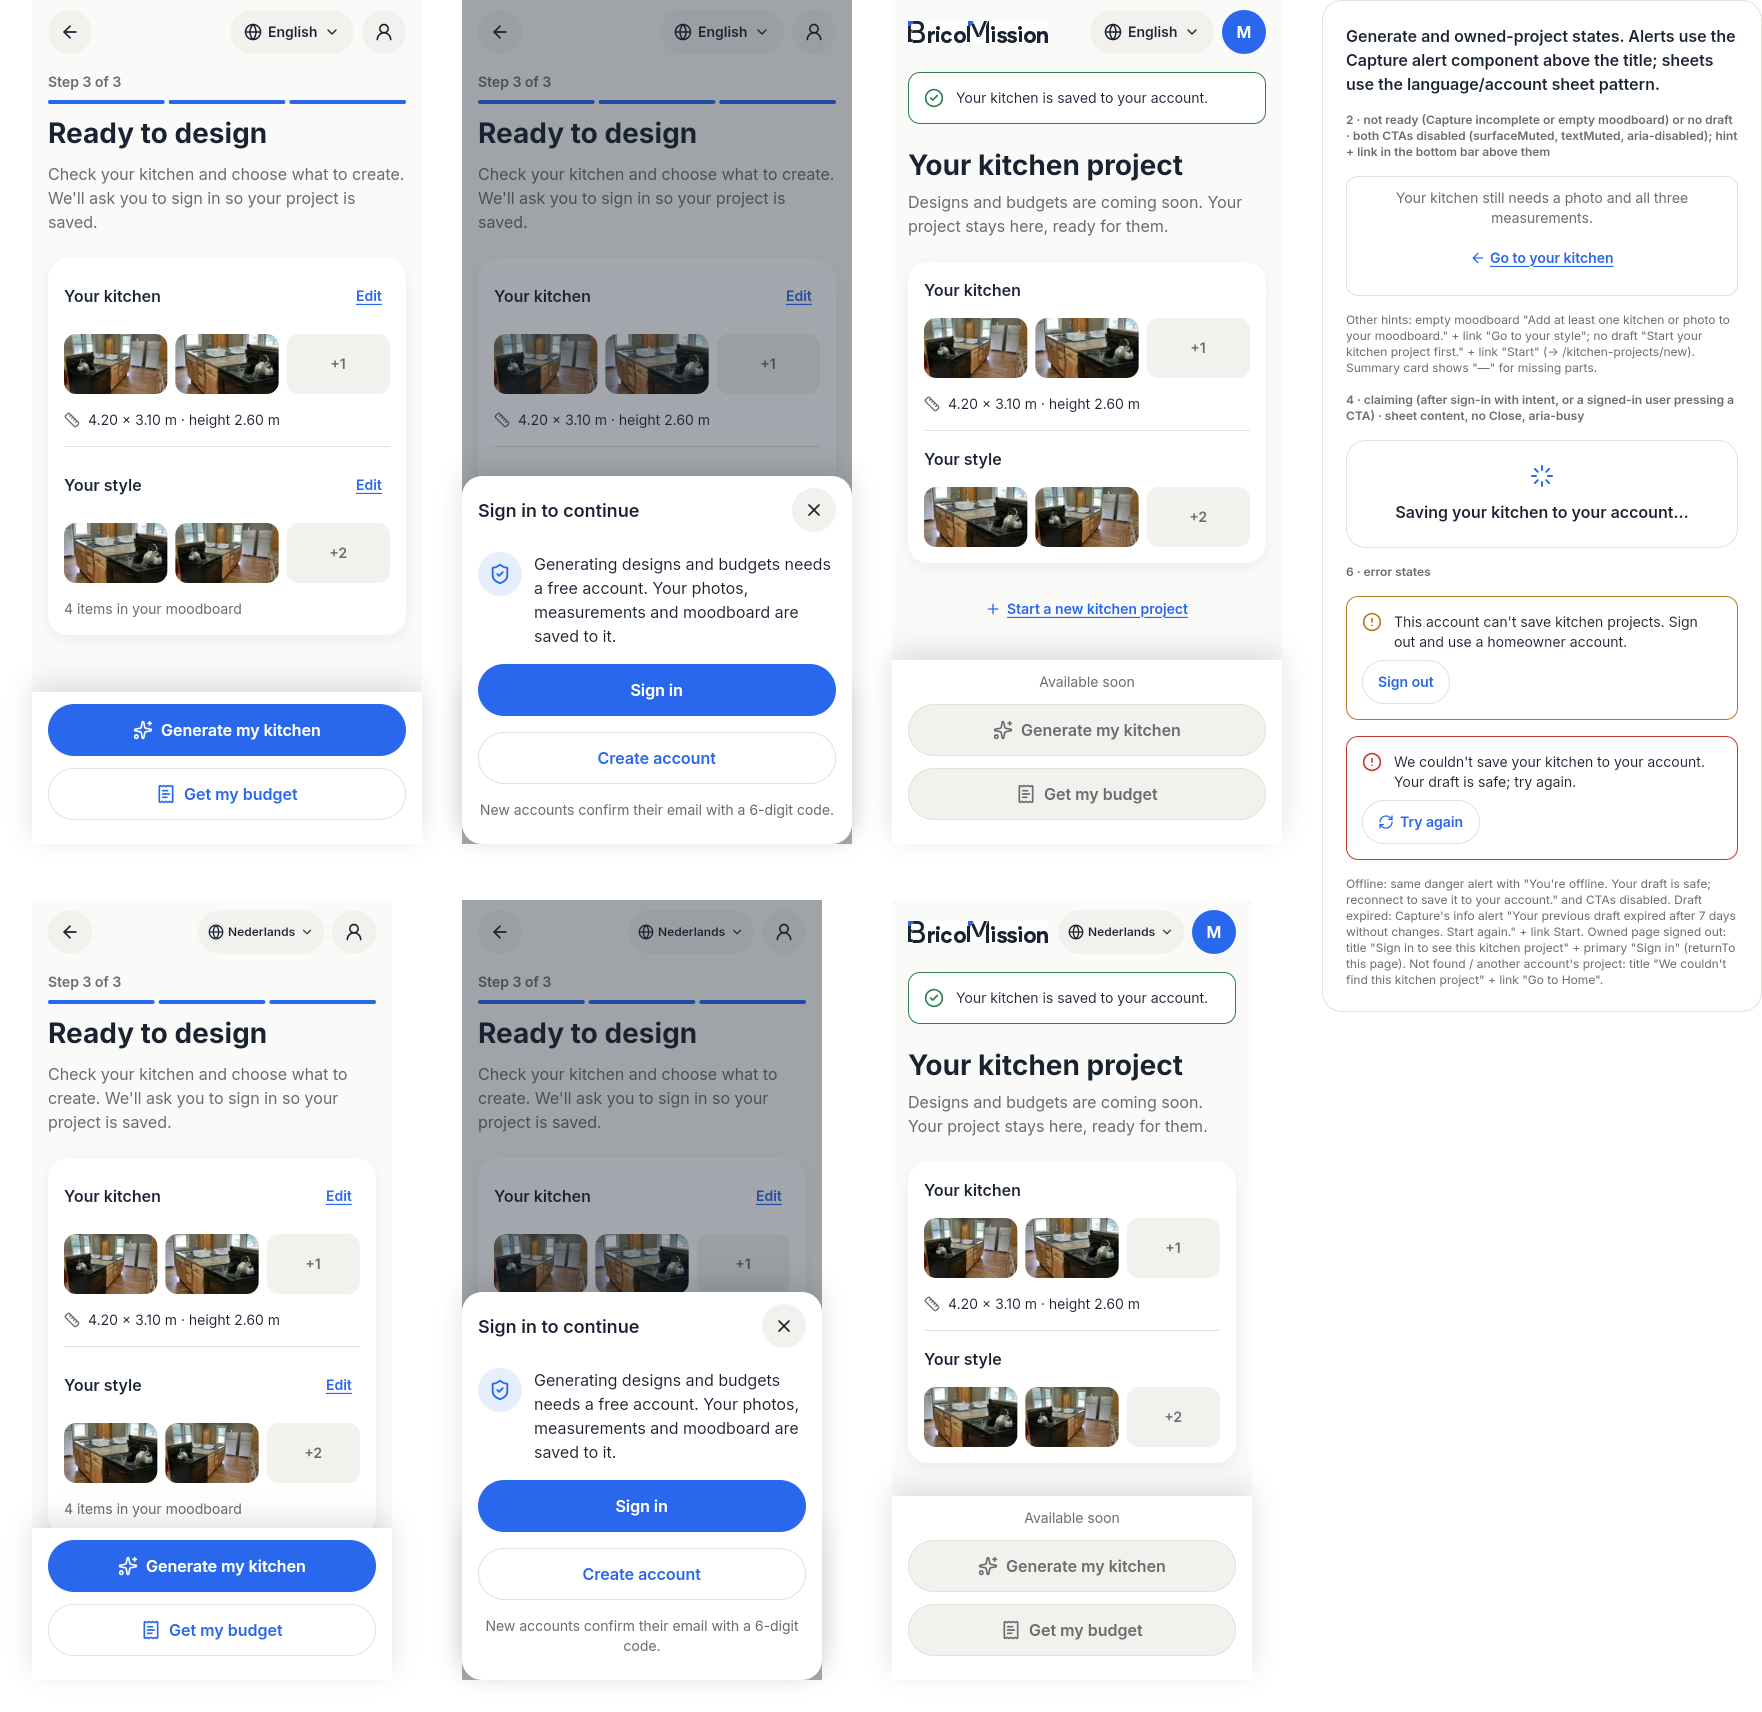 English
Step 3 of 3
Ready to design
Check your kitchen and choose what to create.
We'll ask you to sign in so your project is
saved.
Your kitchen
Edit
+1
4.20 × 3.10 m · height 2.60 m
Your style
Edit
+2
4 items in your moodboard
Generate my kitchen
Get my budget
English
Step 3 of 3
Ready to design
Check your kitchen and choose what to create.
We'll ask you to sign in so your project is
saved.
Your kitchen
Edit
+1
4.20 × 3.10 m · height 2.60 m
Sign in to continue
Generating designs and budgets needs
a free account. Your photos,
measurements and moodboard are
saved to it.
Sign in
Create account
New accounts confirm their email with a 6-digit code.
BricoMission
English
M
Your kitchen is saved to your account.
Your kitchen project
Designs and budgets are coming soon. Your
project stays here, ready for them.
Your kitchen
+1
4.20 × 3.10 m · height 2.60 m
Your style
+2
Start a new kitchen project
Available soon
Generate my kitchen
Get my budget
Generate and owned-project states. Alerts use the
Capture alert component above the title; sheets
use the language/account sheet pattern.
2 · not ready (Capture incomplete or empty moodboard) or no draft
· both CTAs disabled (surfaceMuted, textMuted, aria-disabled); hint
+ link in the bottom bar above them
Your kitchen still needs a photo and all three
measurements.
Go to your kitchen
Other hints: empty moodboard "Add at least one kitchen or photo to
your moodboard." + link "Go to your style"; no draft "Start your
kitchen project first." + link "Start" (→ /kitchen-projects/new).
Summary card shows "—" for missing parts.
4 · claiming (after sign-in with intent, or a signed-in user pressing a
CTA) · sheet content, no Close, aria-busy
Saving your kitchen to your account…
6 · error states
This account can't save kitchen projects. Sign
out and use a homeowner account.
Sign out
We couldn't save your kitchen to your account.
Your draft is safe; try again.
Try again
Offline: same danger alert with "You're offline. Your draft is safe;
reconnect to save it to your account." and CTAs disabled. Draft
expired: Capture's info alert "Your previous draft expired after 7 days
without changes. Start again." + link Start. Owned page signed out:
title "Sign in to see this kitchen project" + primary "Sign in" (returnTo
this page). Not found / another account's project: title "We couldn't
find this kitchen project" + link "Go to Home".
Nederlands
Step 3 of 3
Ready to design
Check your kitchen and choose what to
create. We'll ask you to sign in so your
project is saved.
Your kitchen
Edit
+1
4.20 × 3.10 m · height 2.60 m
Your style
Edit
+2
4 items in your moodboard
Generate my kitchen
Get my budget
Nederlands
Step 3 of 3
Ready to design
Check your kitchen and choose what to
create. We'll ask you to sign in so your
project is saved.
Your kitchen
Edit
+1
Sign in to continue
Generating designs and budgets
needs a free account. Your photos,
measurements and moodboard are
saved to it.
Sign in
Create account
New accounts confirm their email with a 6-digit
code.
BricoMission
Nederlands
M
Your kitchen is saved to your account.
Your kitchen project
Designs and budgets are coming soon.
Your project stays here, ready for them.
Your kitchen
+1
4.20 × 3.10 m · height 2.60 m
Your style
+2
Available soon
Generate my kitchen
Get my budget